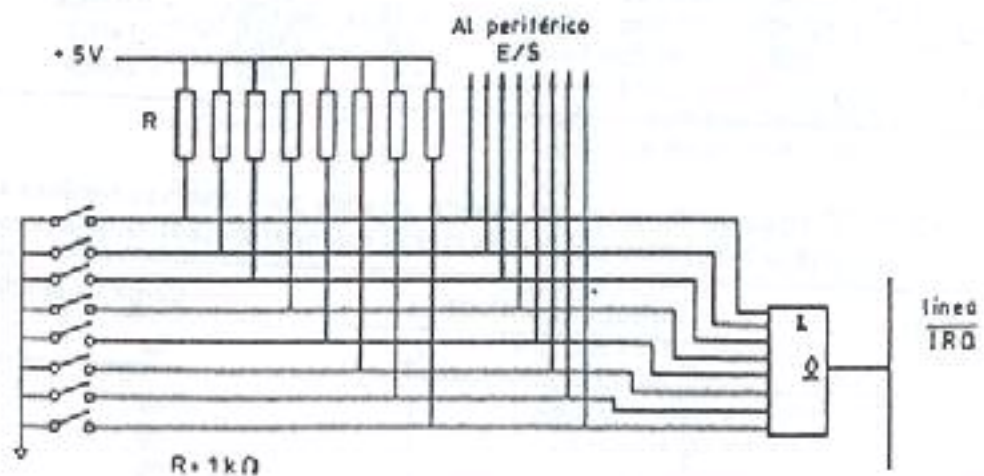 Al periférico
E/S
+ 5V
R
línea
IRQ
R = 1kΩ